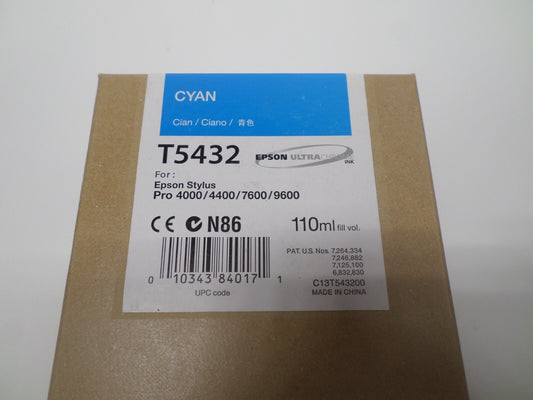 CYAN
Cian / Ciano / 青色
T5432 EPSON ULTRACHROME INK
For :
Epson Stylus
Pro 4000/4400/7600/9600
CE N86 110ml fill vol.
PAT. U.S. Nos. 7,264,334
7,246,882
7,125,100
6,832,830
0 10343 84017 1
C13T543200
UPC code
MADE IN CHINA